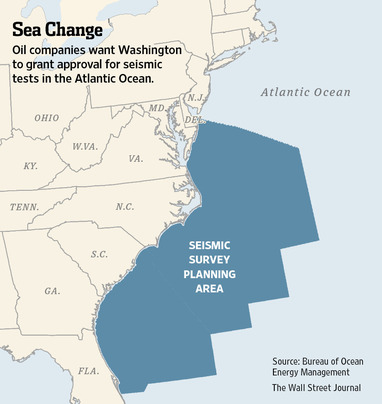 Sea Change
Oil companies want Washington
to grant approval for seismic
tests in the Atlantic Ocean.
Atlantic Ocean
N.J.
MD.
DEL.
OHIO
W.VA.
VA.
KY.
TENN.
N.C.
S.C.
GA.
FLA.
SEISMIC
SURVEY
PLANNING
AREA
Source: Bureau of Ocean
Energy Management
The Wall Street Journal